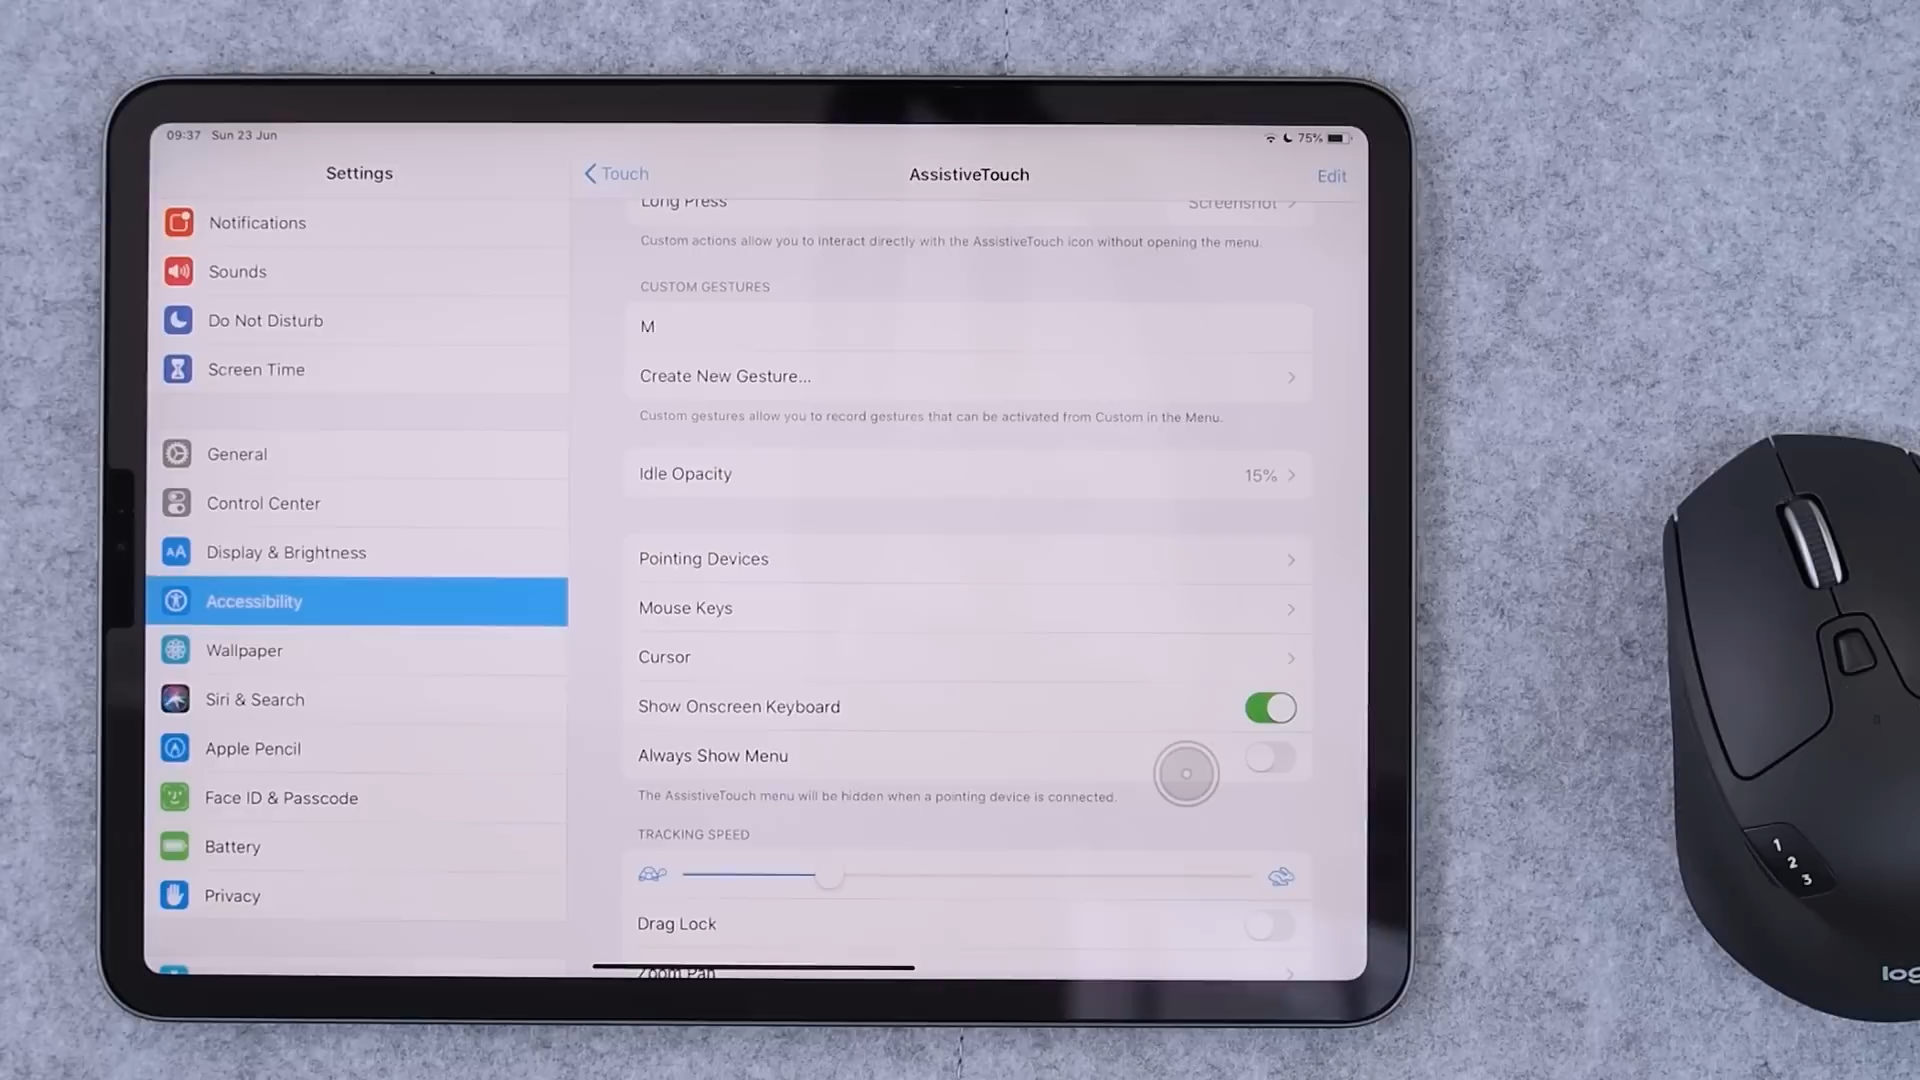 09:37 Sun 23 Jun
75%
Settings
Notifications
Sounds
Do Not Disturb
Screen Time
General
Control Center
AA Display & Brightness
Accessibility
Wallpaper
Siri & Search
Apple Pencil
Face ID & Passcode
Battery
Privacy
Touch
AssistiveTouch
Edit
Long Press Screenshot
Custom actions allow you to interact directly with the AssistiveTouch icon without opening the menu.
CUSTOM GESTURES
M
Create New Gesture...
Custom gestures allow you to record gestures that can be activated from Custom in the Menu.
Idle Opacity 15%
Pointing Devices
Mouse Keys
Cursor
Show Onscreen Keyboard
Always Show Menu
The AssistiveTouch menu will be hidden when a pointing device is connected.
TRACKING SPEED
Drag Lock
Zoom Pan
1
2
3
log